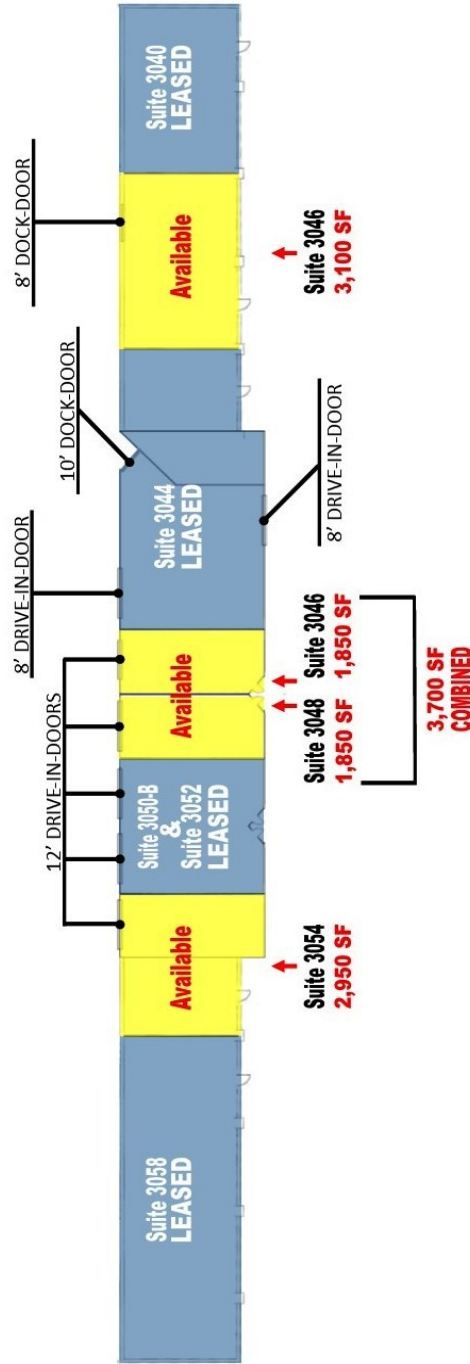 12' DRIVE-IN-DOORS
8' DRIVE-IN-DOOR
10' DOCK-DOOR
8' DOCK-DOOR
Suite 3058
LEASED
Available
Suite 3050-B
&
Suite 3052
LEASED
Available
Suite 3044
LEASED
Available
Suite 3040
LEASED
Suite 3054
2,950 SF
Suite 3048
1,850 SF
Suite 3046
1,850 SF
3,700 SF
COMBINED
8' DRIVE-IN-DOOR
Suite 3046
3,100 SF